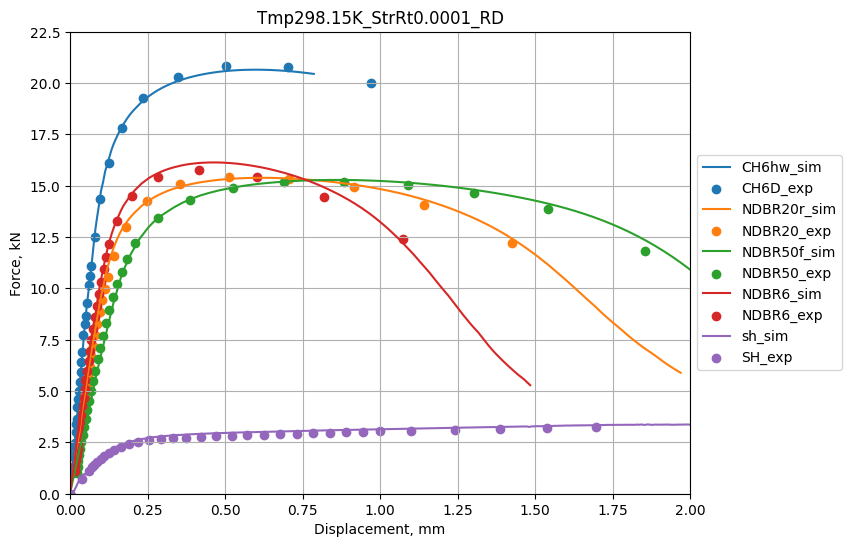 Tmp298.15K_StrRt0.0001_RD
Force, kN
22.5
20.0
17.5
15.0
12.5
10.0
7.5
5.0
2.5
0.0
0.00 0.25 0.50 0.75 1.00 1.25 1.50 1.75 2.00
Displacement, mm
CH6hw_sim
CH6D_exp
NDBR20r_sim
NDBR20_exp
NDBR50f_sim
NDBR50_exp
NDBR6_sim
NDBR6_exp
sh_sim
SH_exp